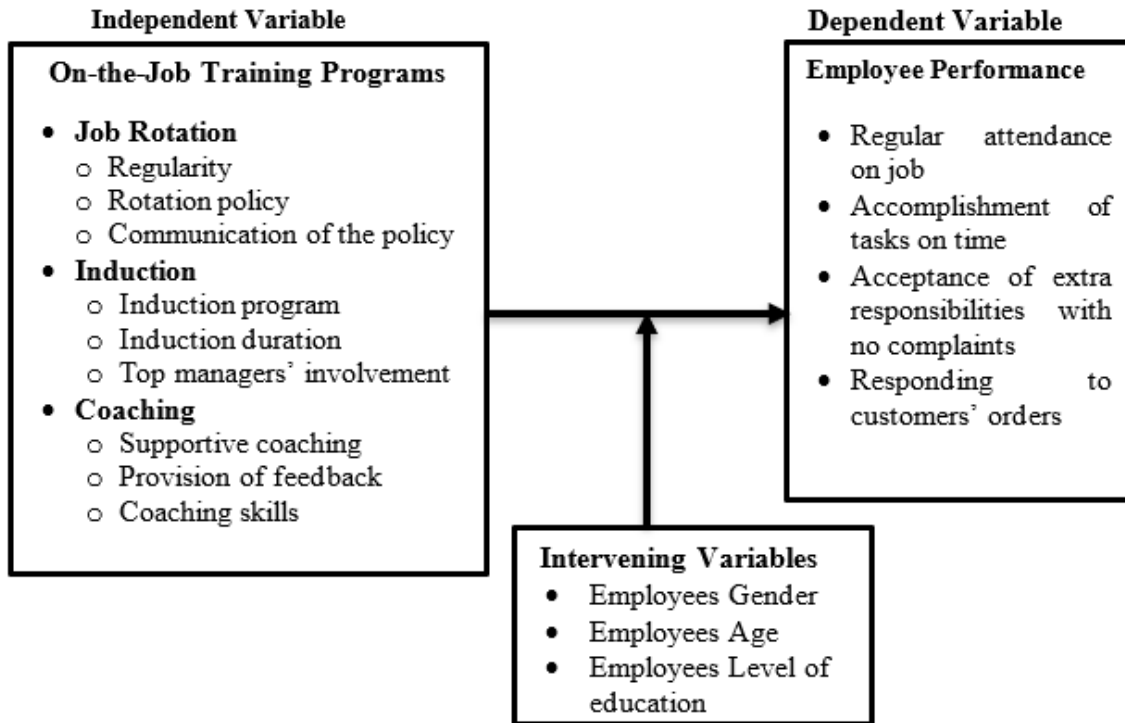 Independent Variable
On-the-Job Training Programs
• Job Rotation
o Regularity
o Rotation policy
o Communication of the policy
• Induction
o Induction program
o Induction duration
o Top managers’ involvement
• Coaching
o Supportive coaching
o Provision of feedback
o Coaching skills
Dependent Variable
Employee Performance
• Regular attendance
on job
• Accomplishment of
tasks on time
• Acceptance of extra
responsibilities with
no complaints
• Responding to
customers’ orders
Intervening Variables
• Employees Gender
• Employees Age
• Employees Level of
education